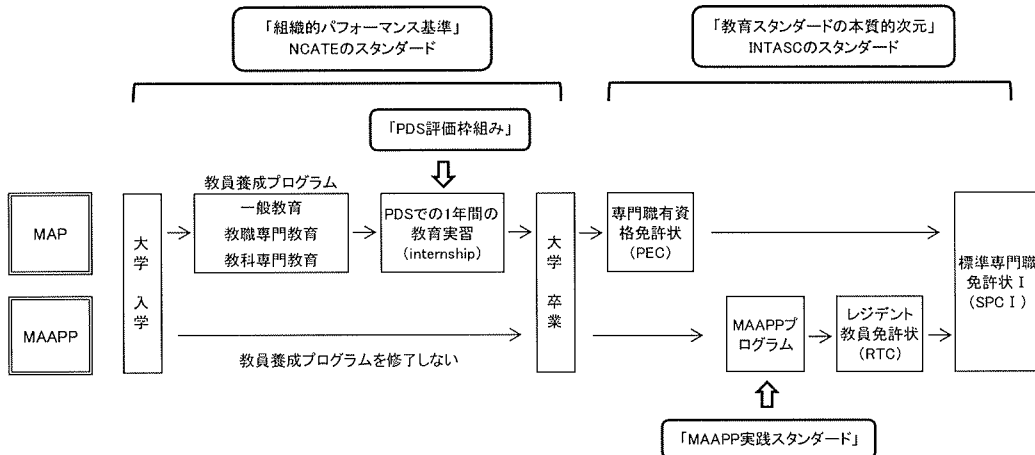 「組織的パフォーマンス基準」
NCATEのスタンダード
「教育スタンダードの本質的次元」
INTASCのスタンダード
「PDS評価枠組み」
教員養成プログラム
MAP
大学 入学
一般教育
教職専門教育
教科専門教育
PDSでの1年間の
教育実習
(internship)
大学 卒業
専門職有資
格免許状
(PEC)
標準専門職
免許状Ⅰ
(SPCⅠ)
MAAPP
教員養成プログラムを修了しない
MAAPPプ
ログラム
レジデント
教員免許状
(RTC)
「MAAPP実践スタンダード」